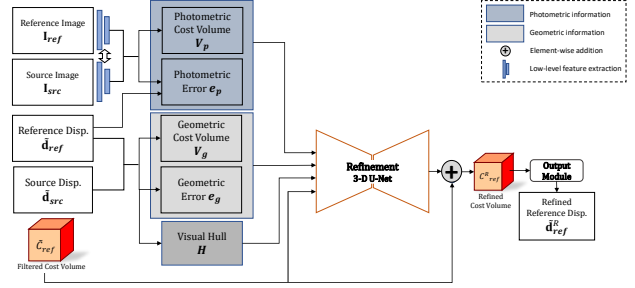 Reference Image
I_ref
Source Image
I_src
Reference Disp.
d̃_ref
Source Disp.
d̃_src
C̃_ref
Filtered Cost Volume
Photometric
Cost Volume
V_p
Photometric
Error e_p
Geometric
Cost Volume
V_g
Geometric
Error e_g
Visual Hull
H
Refinement
3-D U-Net
C^R_ref
Refined
Cost Volume
Output
Module
Refined
Reference Disp.
d̃^R_ref
Photometric information
Geometric information
Element-wise addition
Low-level feature extraction